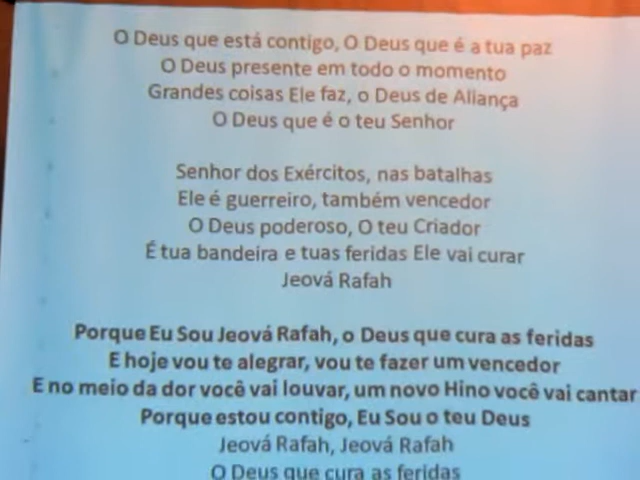 O Deus que está contigo, O Deus que é a tua paz
O Deus presente em todo o momento
Grandes coisas Ele faz, o Deus de Aliança
O Deus que é o teu Senhor
Senhor dos Exércitos, nas batalhas
Ele é guerreiro, também vencedor
O Deus poderoso, O teu Criador
É tua bandeira e tuas feridas Ele vai curar
Jeová Rafah
Porque Eu Sou Jeová Rafah, o Deus que cura as feridas
E hoje vou te alegrar, vou te fazer um vencedor
E no meio da dor você vai louvar, um novo Hino você vai cantar
Porque estou contigo, Eu Sou o teu Deus
Jeová Rafah, Jeová Rafah
O Deus que cura as feridas